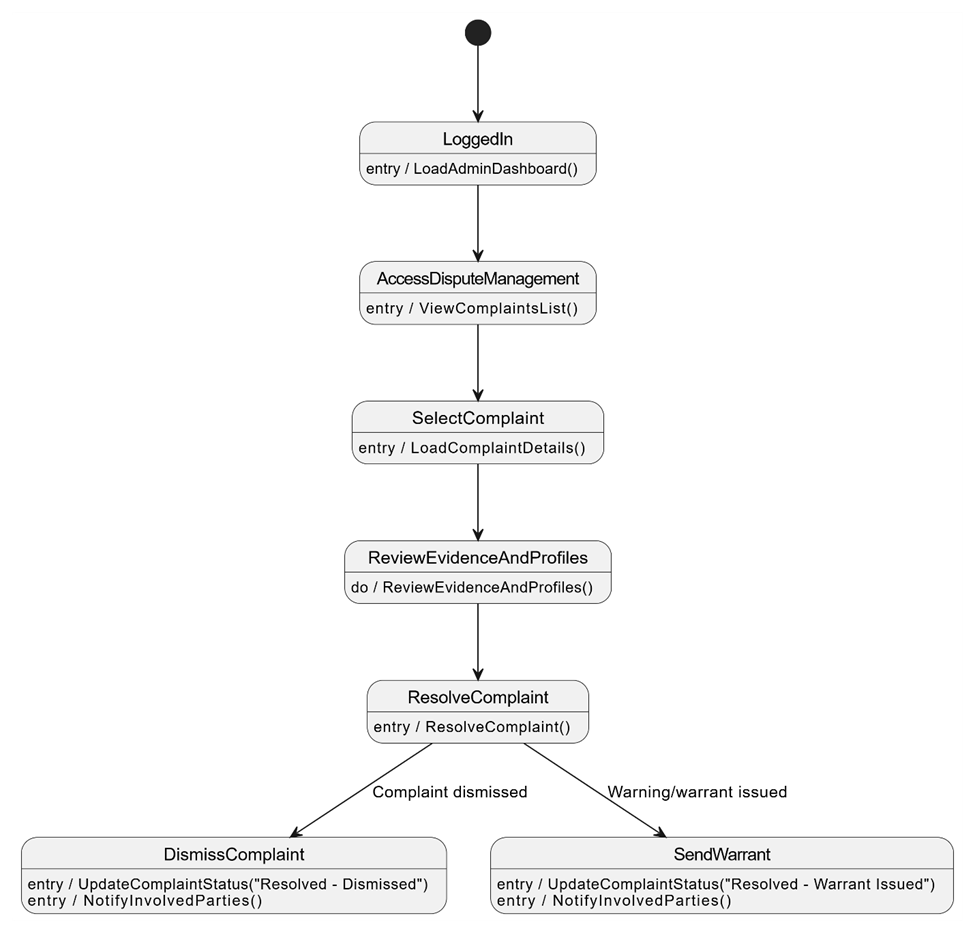 LoggedIn
entry / LoadAdminDashboard()
AccessDisputeManagement
entry / ViewComplaintsList()
SelectComplaint
entry / LoadComplaintDetails()
ReviewEvidenceAndProfiles
do / ReviewEvidenceAndProfiles()
ResolveComplaint
entry / ResolveComplaint()
Complaint dismissed
Warning/warrant issued
DismissComplaint
entry / UpdateComplaintStatus("Resolved - Dismissed")
entry / NotifyInvolvedParties()
SendWarrant
entry / UpdateComplaintStatus("Resolved - Warrant Issued")
entry / NotifyInvolvedParties()